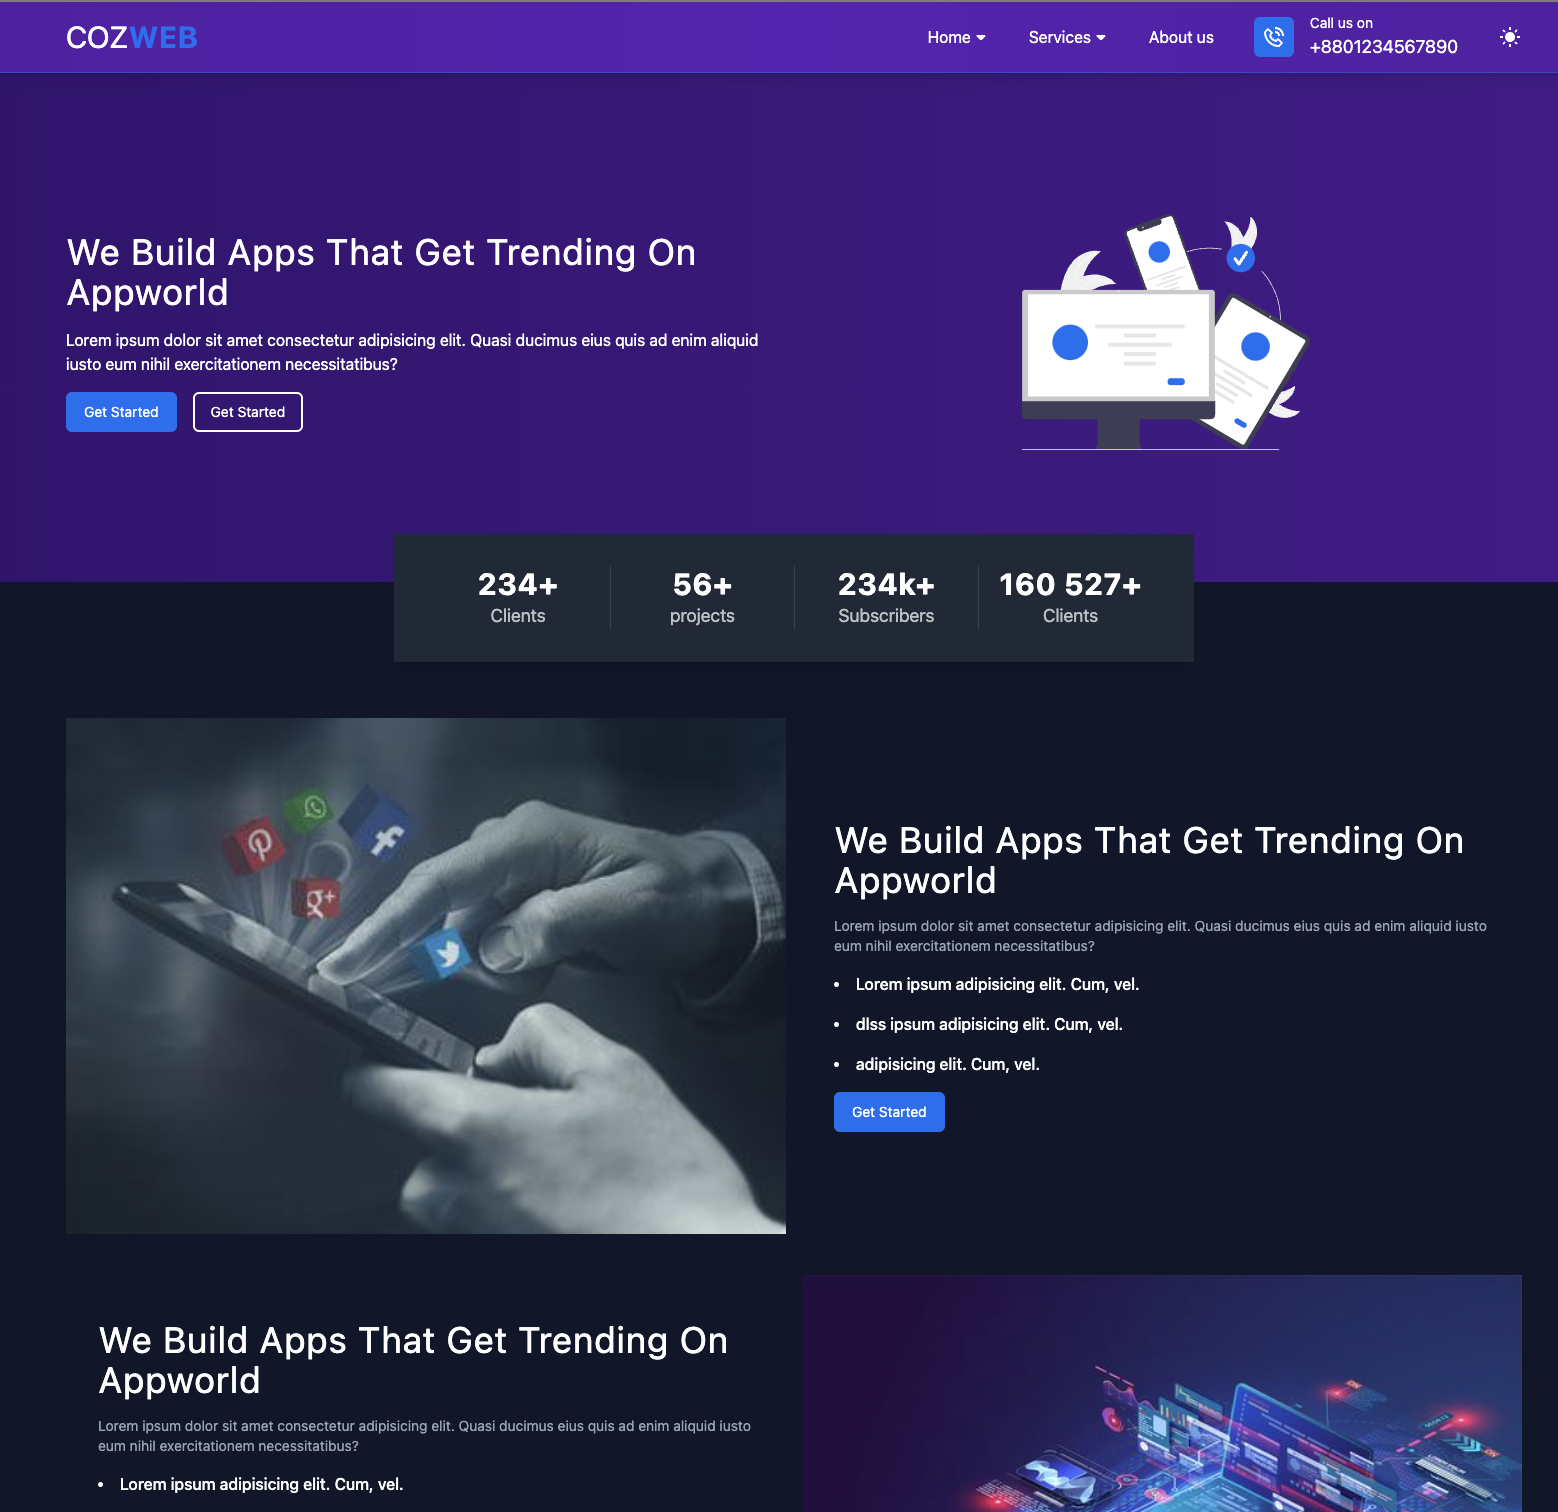 COZWEB
Home
Services
About us
Call us on
+8801234567890
We Build Apps That Get Trending On
Appworld
Lorem ipsum dolor sit amet consectetur adipisicing elit. Quasi ducimus eius quis ad enim aliquid
iusto eum nihil exercitationem necessitatibus?
Get Started
Get Started
234+
Clients
56+
projects
234k+
Subscribers
160 527+
Clients
g+
We Build Apps That Get Trending On
Appworld
Lorem ipsum dolor sit amet consectetur adipisicing elit. Quasi ducimus eius quis ad enim aliquid iusto
eum nihil exercitationem necessitatibus?
• Lorem ipsum adipisicing elit. Cum, vel.
• dlss ipsum adipisicing elit. Cum, vel.
• adipisicing elit. Cum, vel.
Get Started
We Build Apps That Get Trending On
Appworld
Lorem ipsum dolor sit amet consectetur adipisicing elit. Quasi ducimus eius quis ad enim aliquid iusto
eum nihil exercitationem necessitatibus?
• Lorem ipsum adipisicing elit. Cum, vel.
ON
ON